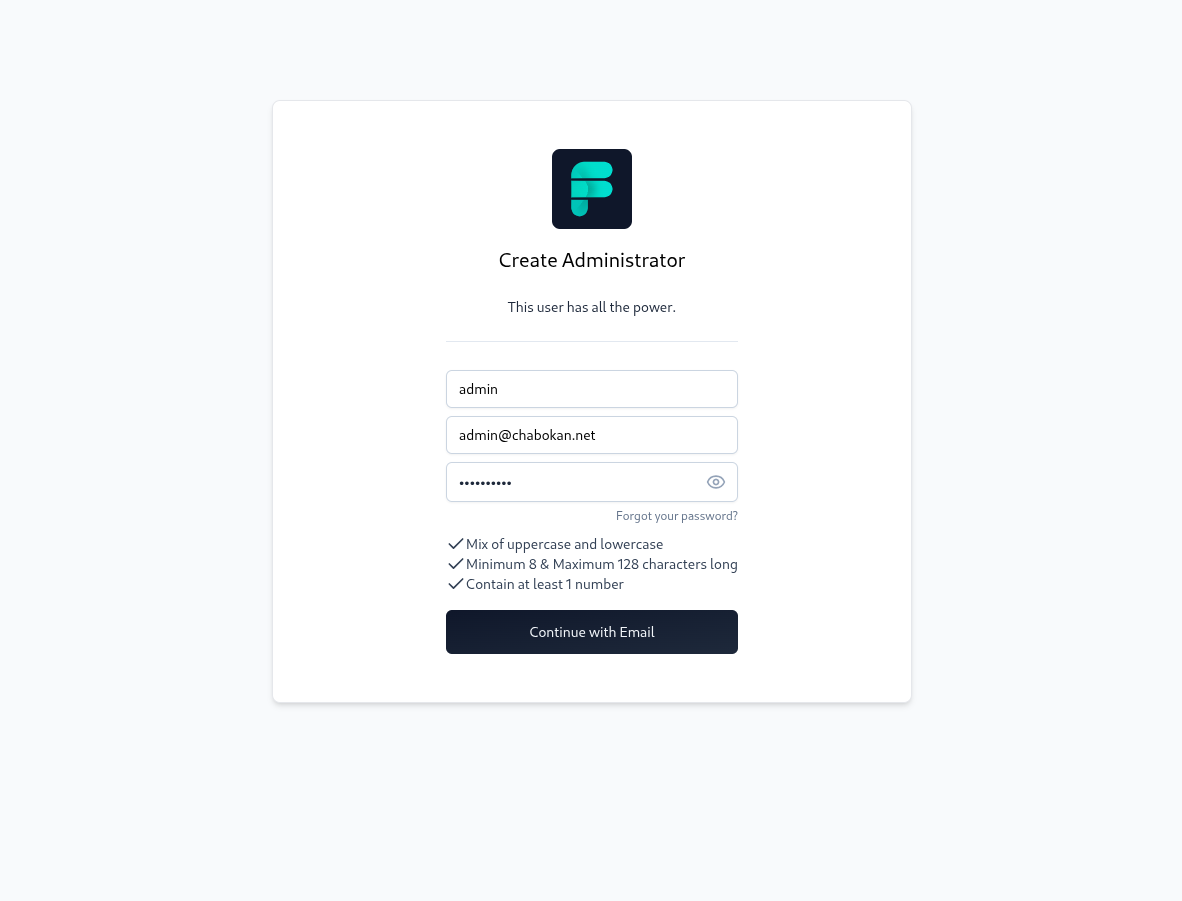 Create Administrator
This user has all the power.
admin
admin@chabokan.net
••••••••••
Forgot your password?
Mix of uppercase and lowercase
Minimum 8 & Maximum 128 characters long
Contain at least 1 number
Continue with Email